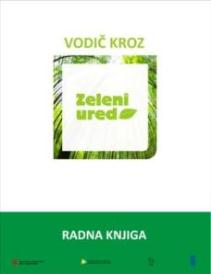 VODIČ KROZ
Zeleni
ured
RADNA KNJIGA